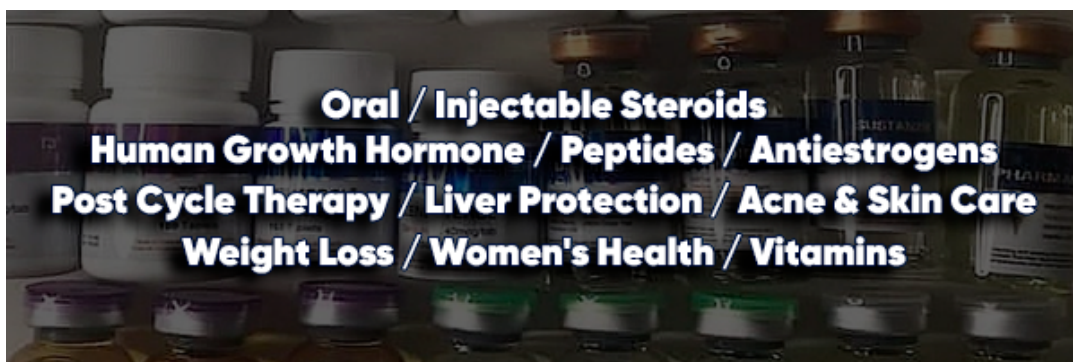 Oral / Injectable Steroids
Human Growth Hormone / Peptides / Antiestrogens
Post Cycle Therapy / Liver Protection / Acne & Skin Care
Weight Loss / Women's Health / Vitamins